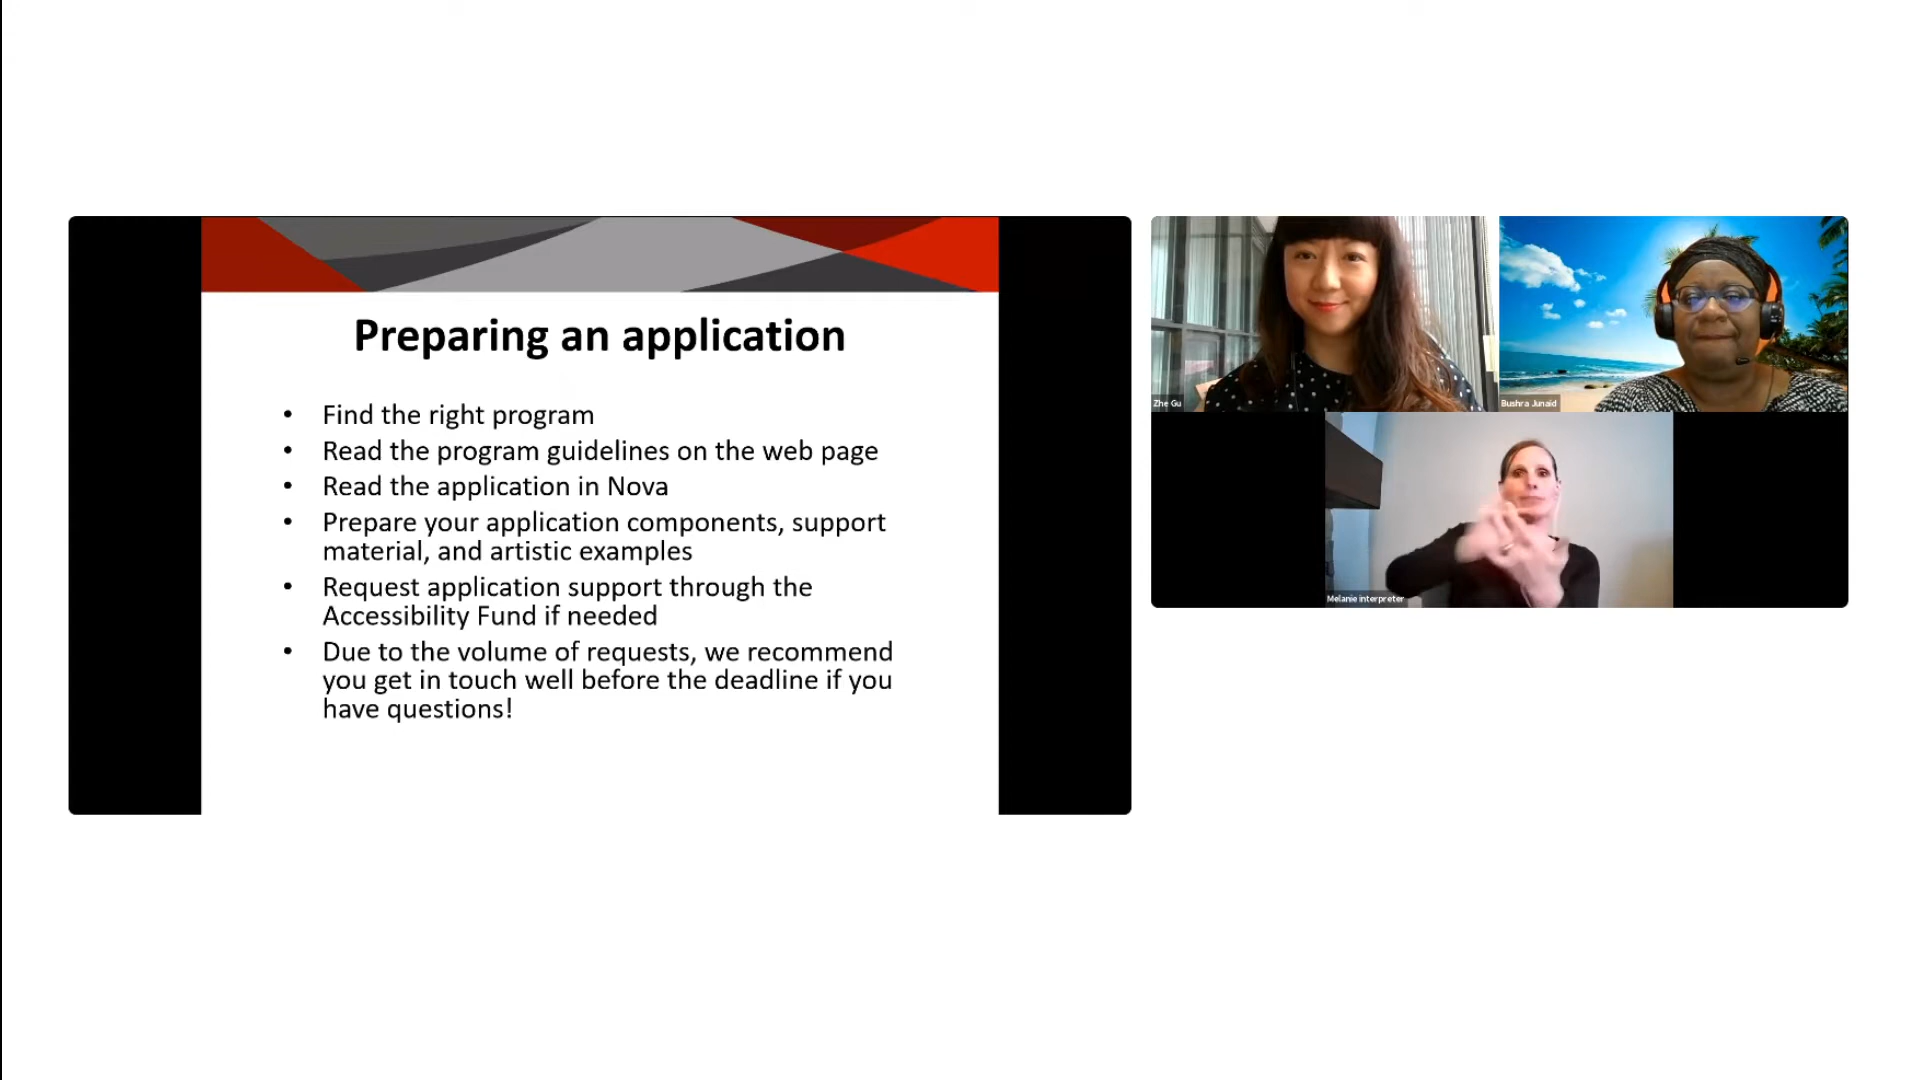 Preparing an application
• Find the right program
• Read the program guidelines on the web page
• Read the application in Nova
• Prepare your application components, support
material, and artistic examples
• Request application support through the
Accessibility Fund if needed
• Due to the volume of requests, we recommend
you get in touch well before the deadline if you
have questions!
Zhe Gu
Bushra Junaid
Melanie interpreter